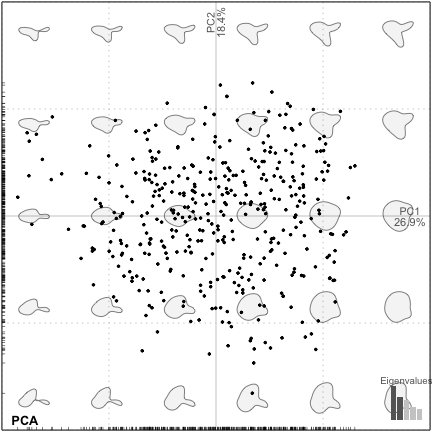 PC2
18.4%
PC1
26.9%
Eigenvalues
PCA